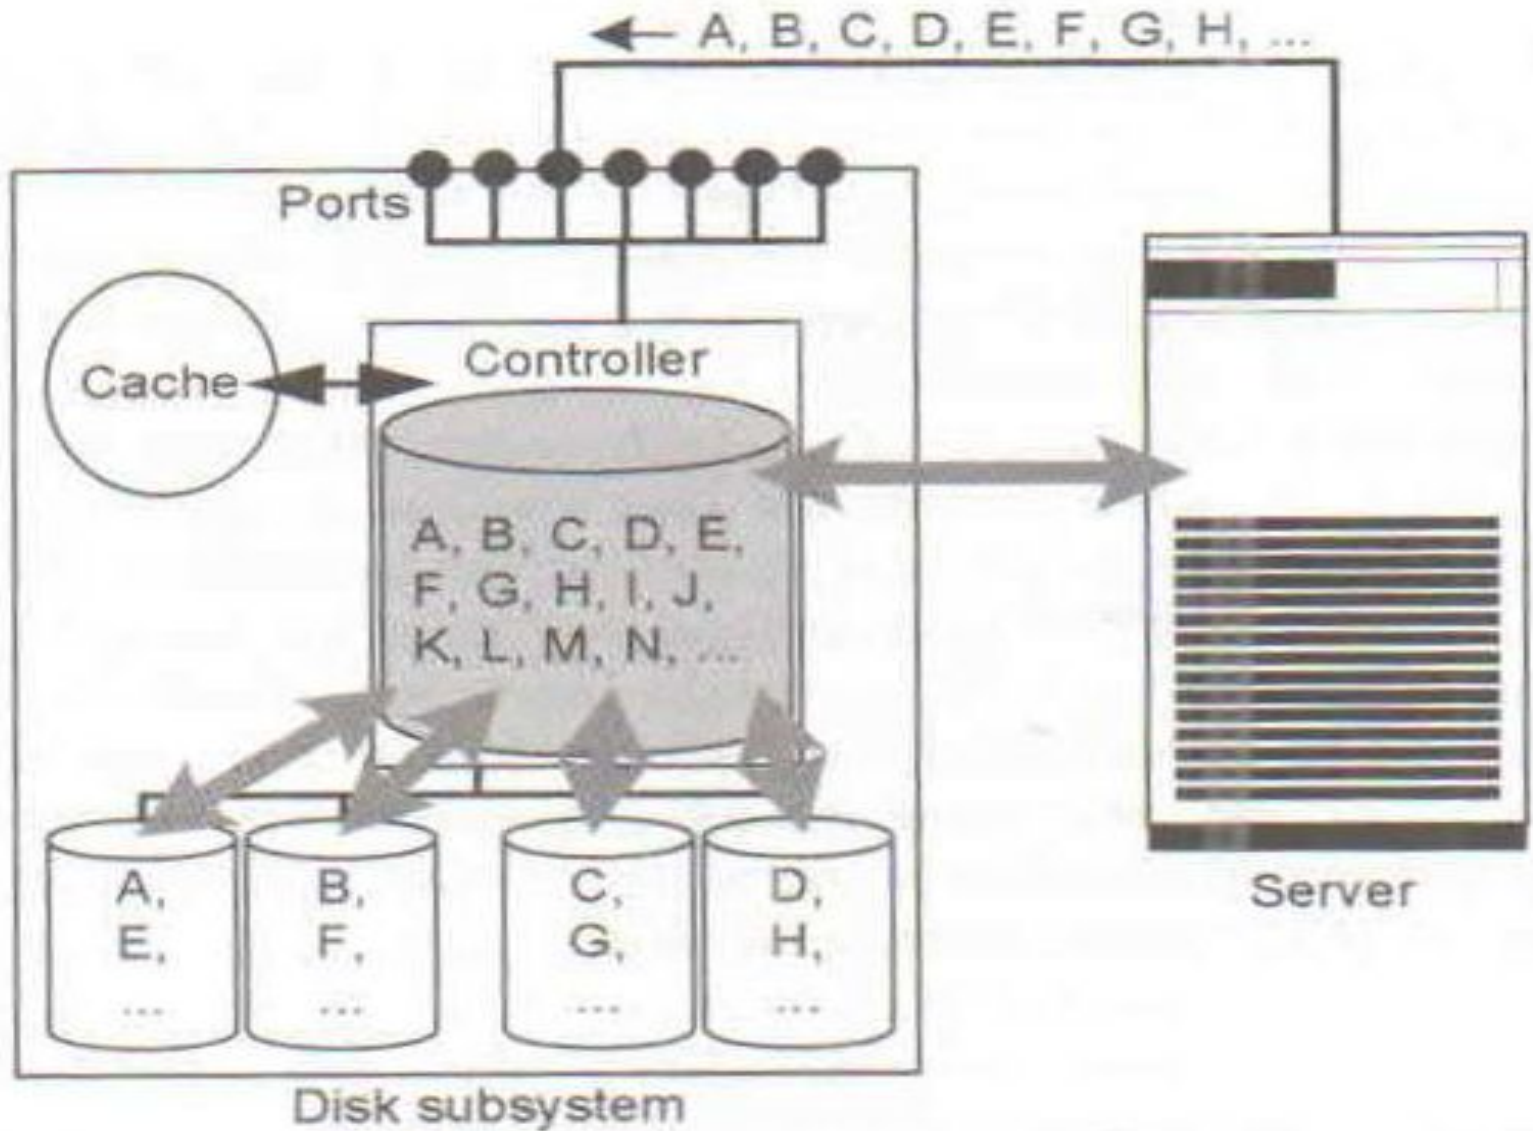 A, B, C, D, E, F, G, H, ...
Ports
Cache
Controller
A, B, C, D, E,
F, G, H, I, J,
K, L, M, N, ...
A,
E,
...
B,
F,
...
C,
G,
...
D,
H,
...
Server
Disk subsystem